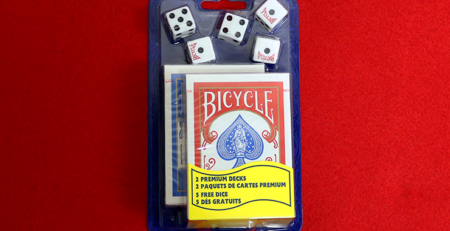 BICYCLE
2 PREMIUM DECKS
2 PAQUETS DE CARTES PREMIUM
5 FREE DICE
5 DÉS GRATUITS